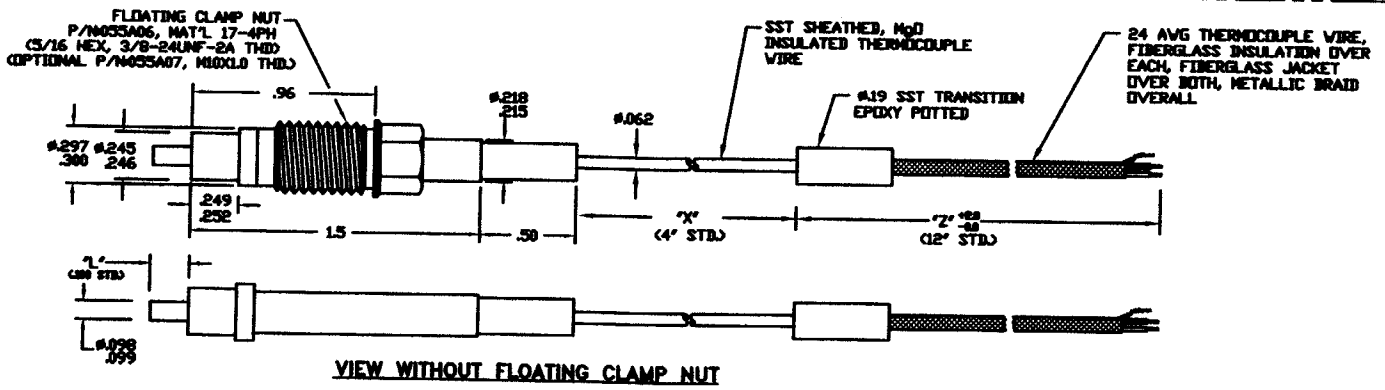 FLOATING CLAMP NUT
P/N055A06, MAT'L 17-4PH
(5/16 HEX, 3/8-24UNF-2A THD)
(OPTIONAL P/N055A07, M10X1.0 THD.)
SST SHEATHED, MgO
INSULATED THERMOCOUPLE
WIRE
24 AWG THERMOCOUPLE WIRE,
FIBERGLASS INSULATION OVER
EACH, FIBERGLASS JACKET
OVER BOTH, METALLIC BRAID
OVERALL
ø.19 SST TRANSITION
EPOXY POTTED
.96
ø.218
.215
ø.062
ø.297
.300
ø.245
.246
.249
.252
1.5
.50
"X"
(4" STD.)
"Z"
(12" STD.)
"L"
ø.098
.099
VIEW WITHOUT FLOATING CLAMP NUT